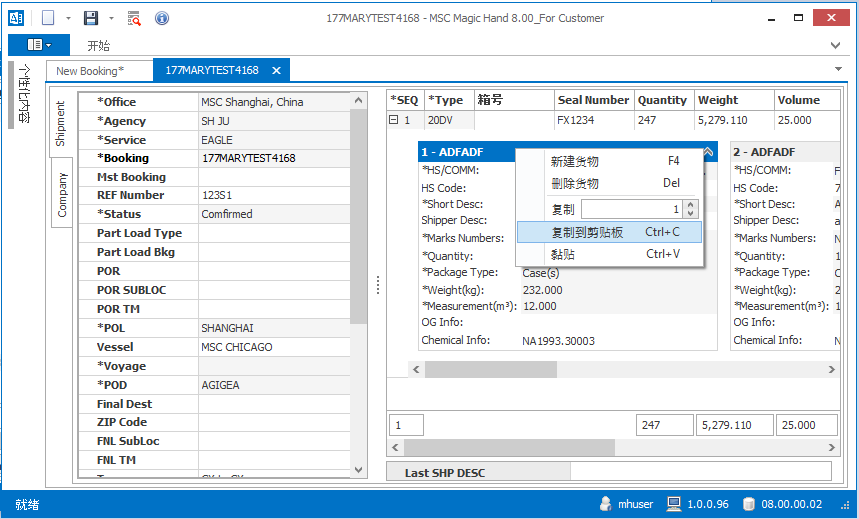 177MARYTEST4168 - MSC Magic Hand 8.00_For Customer
开始
个性化内容
New Booking*
177MARYTEST4168
Shipment
Company
*Office MSC Shanghai, China
*Agency SH JU
*Service EAGLE
*Booking 177MARYTEST4168
Mst Booking
REF Number 123S1
*Status Comfirmed
Part Load Type
Part Load Bkg
POR
POR SUBLOC
POR TM
*POL SHANGHAI
Vessel MSC CHICAGO
*Voyage
*POD AGIGEA
Final Dest
ZIP Code
FNL SubLoc
FNL TM
*SEQ *Type 箱号 Seal Number Quantity Weight Volume
1 20DV FX1234 247 5,279.110 25.000
1 - ADFADF
*HS/COMM:
HS Code:
*Short Desc:
Shipper Desc:
*Marks Numbers:
*Quantity:
*Package Type: Case(s)
*Weight(kg): 232.000
*Measurement(m³): 12.000
OG Info:
Chemical Info: NA1993.30003
新建货物 F4
删除货物 Del
复制 1
复制到剪贴板 Ctrl+C
黏贴 Ctrl+V
2 - ADFADF
*HS/COMM:
HS Code: 7
*Short Desc:
Shipper Desc:
*Marks Numbers:
*Quantity: 1
*Package Type:
*Weight(kg): 2
*Measurement(m³): 1
OG Info:
Chemical Info:
1 247 5,279.110 25.000
Last SHP DESC
就绪
mhuser
1.0.0.96
08.00.00.02